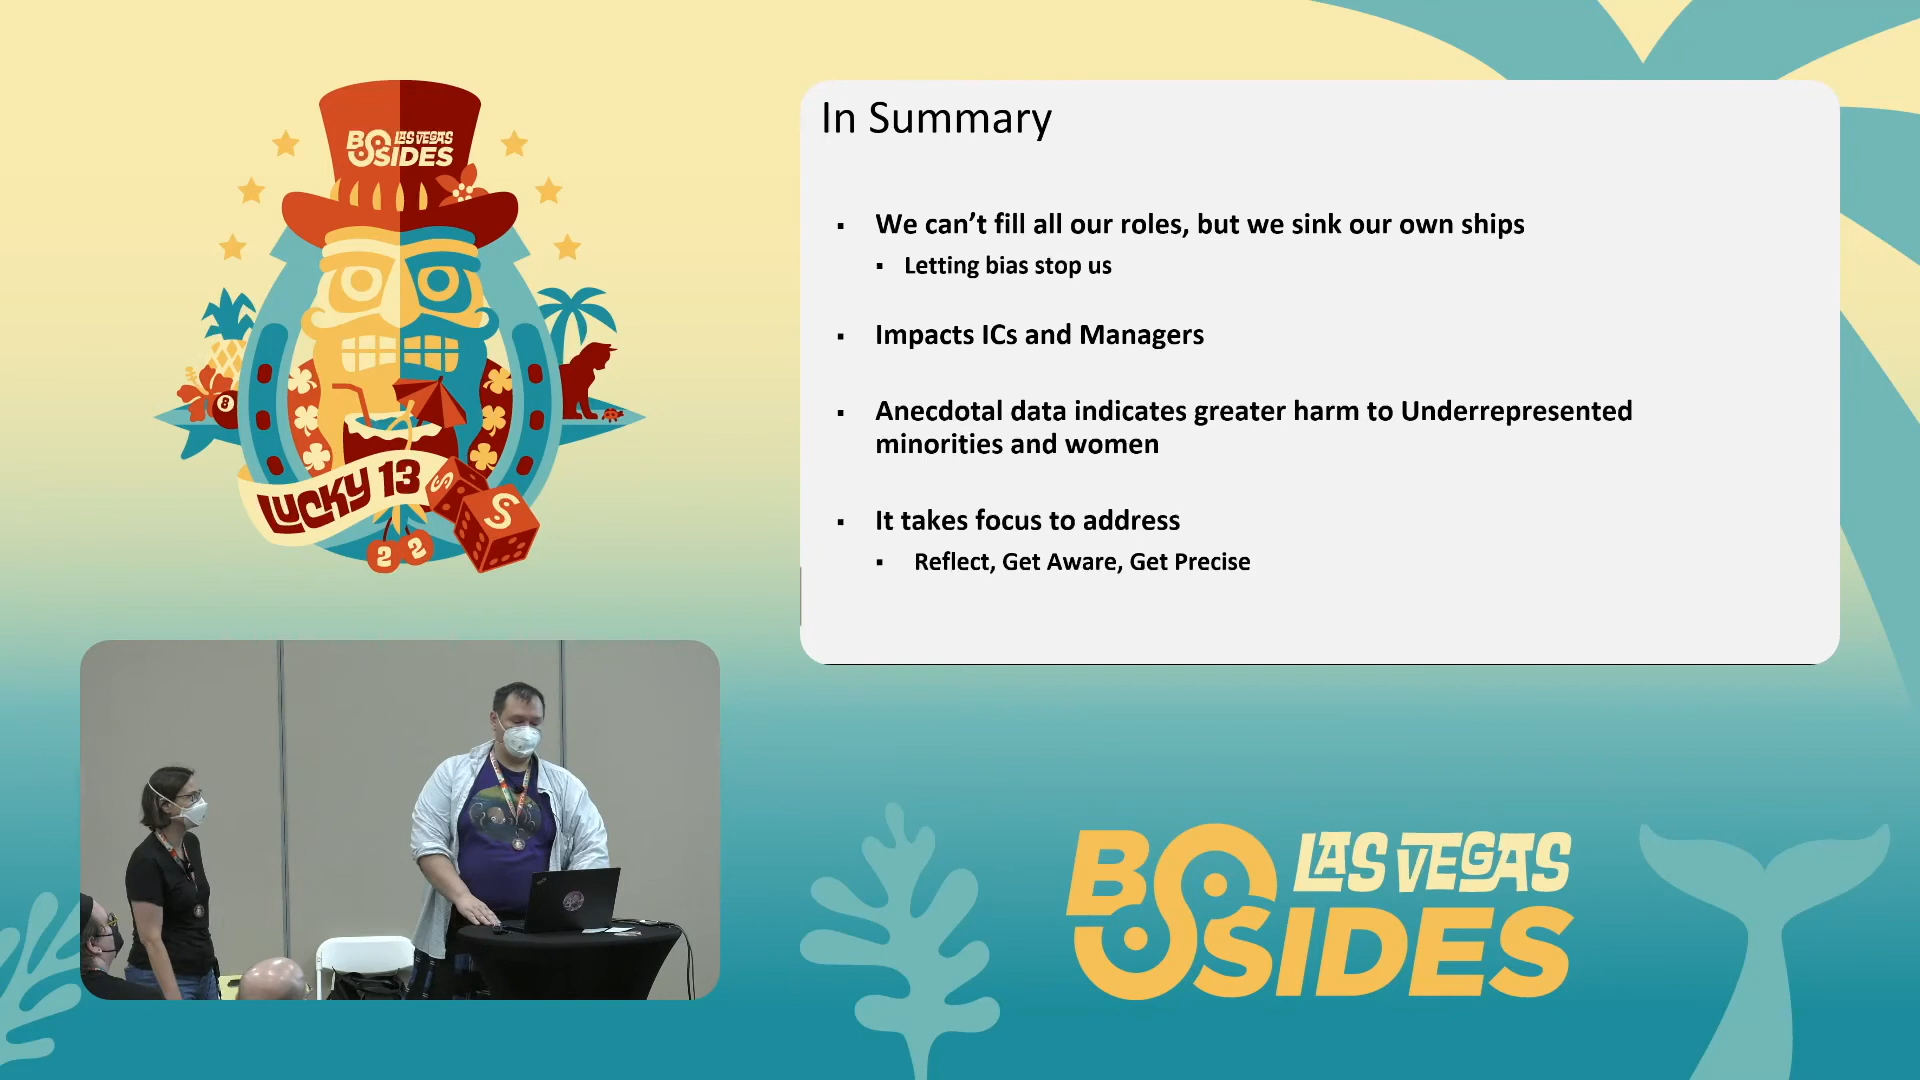 BSIDES LAS VEGAS
8
LUCKY 13
S
S
2 2
In Summary
▪ We can’t fill all our roles, but we sink our own ships
▪ Letting bias stop us
▪ Impacts ICs and Managers
▪ Anecdotal data indicates greater harm to Underrepresented
minorities and women
▪ It takes focus to address
▪ Reflect, Get Aware, Get Precise
BSIDES LAS VEGAS